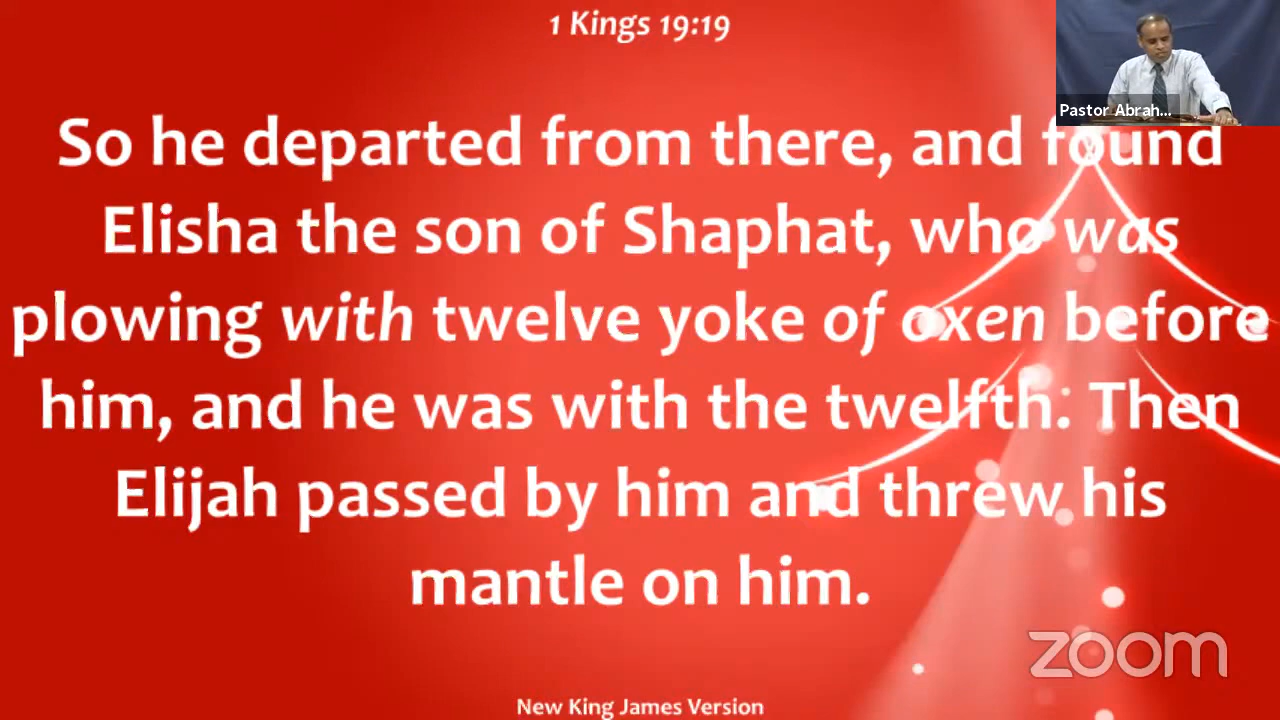 1 Kings 19:19
Pastor Abrah...
So he departed from there, and found
Elisha the son of Shaphat, who was
plowing with twelve yoke of oxen before
him, and he was with the twelfth. Then
Elijah passed by him and threw his
mantle on him.
zoom
New King James Version